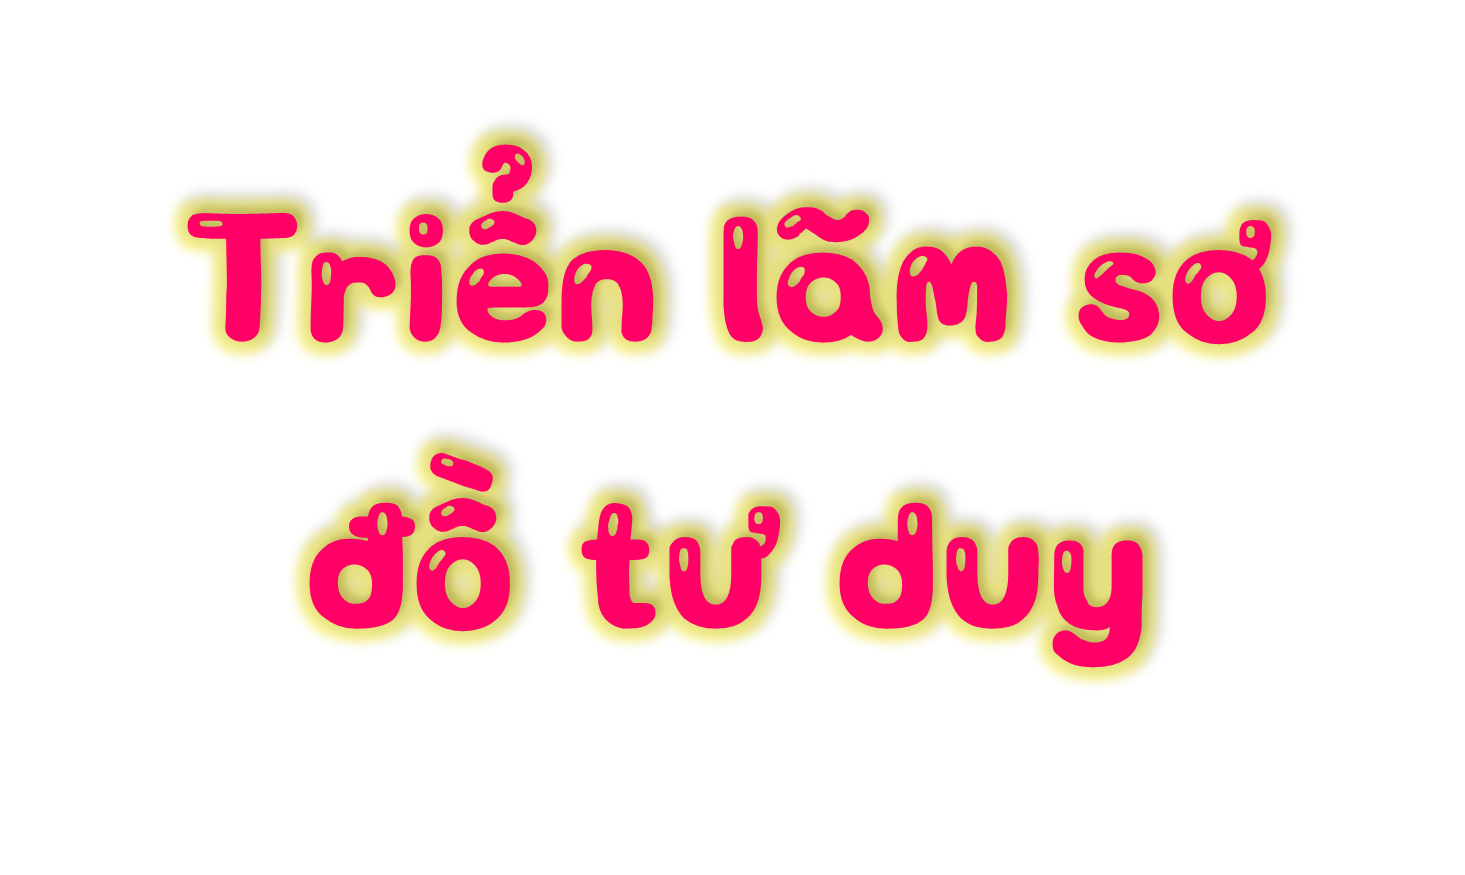 Triển lãm sơ
đồ tư duy